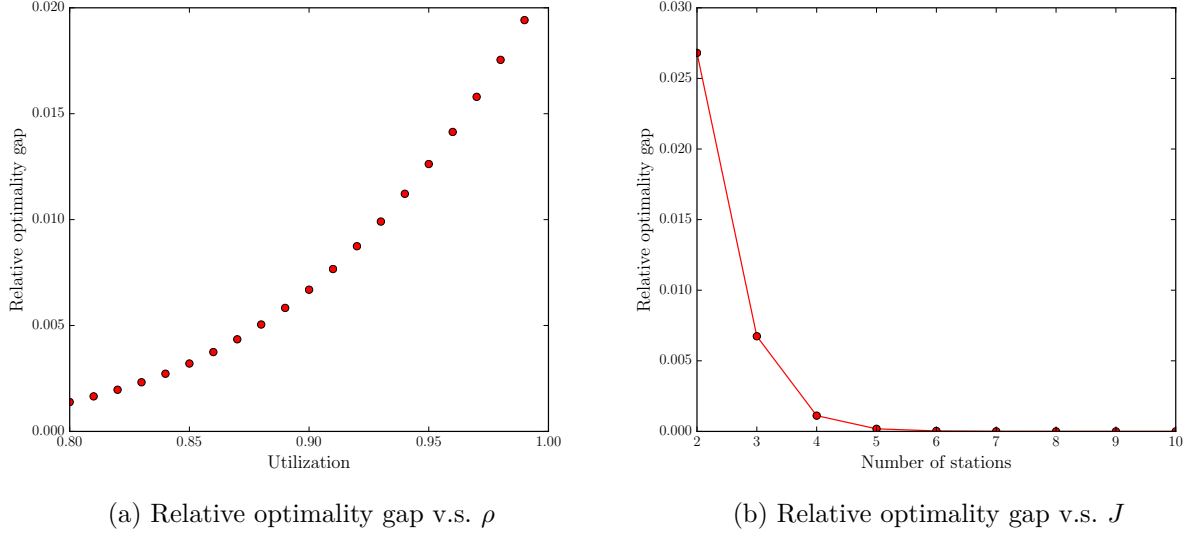 0.020
0.015
0.010
0.005
0.000
Relative optimality gap
0.80 0.85 0.90 0.95 1.00
Utilization
(a) Relative optimality gap v.s. ρ
0.030
0.025
0.020
0.015
0.010
0.005
0.000
Relative optimality gap
2 3 4 5 6 7 8 9 10
Number of stations
(b) Relative optimality gap v.s. J